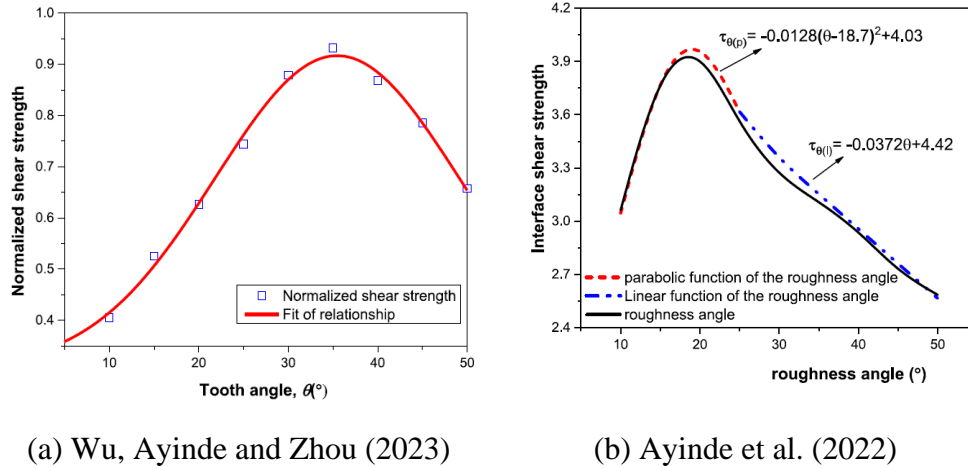 Normalized shear strength
1.0
0.9
0.8
0.7
0.6
0.5
0.4
10 20 30 40 50
Tooth angle, θ(°)
Normalized shear strength
Fit of relationship
(a) Wu, Ayinde and Zhou (2023)
Interface shear strength
4.2
3.9
3.6
3.3
3.0
2.7
2.4
10 20 30 40 50
roughness angle (°)
τθ(p)= -0.0128(θ-18.7)²+4.03
τθ(l)= -0.0372θ+4.42
parabolic function of the roughness angle
Linear function of the roughness angle
roughness angle
(b) Ayinde et al. (2022)